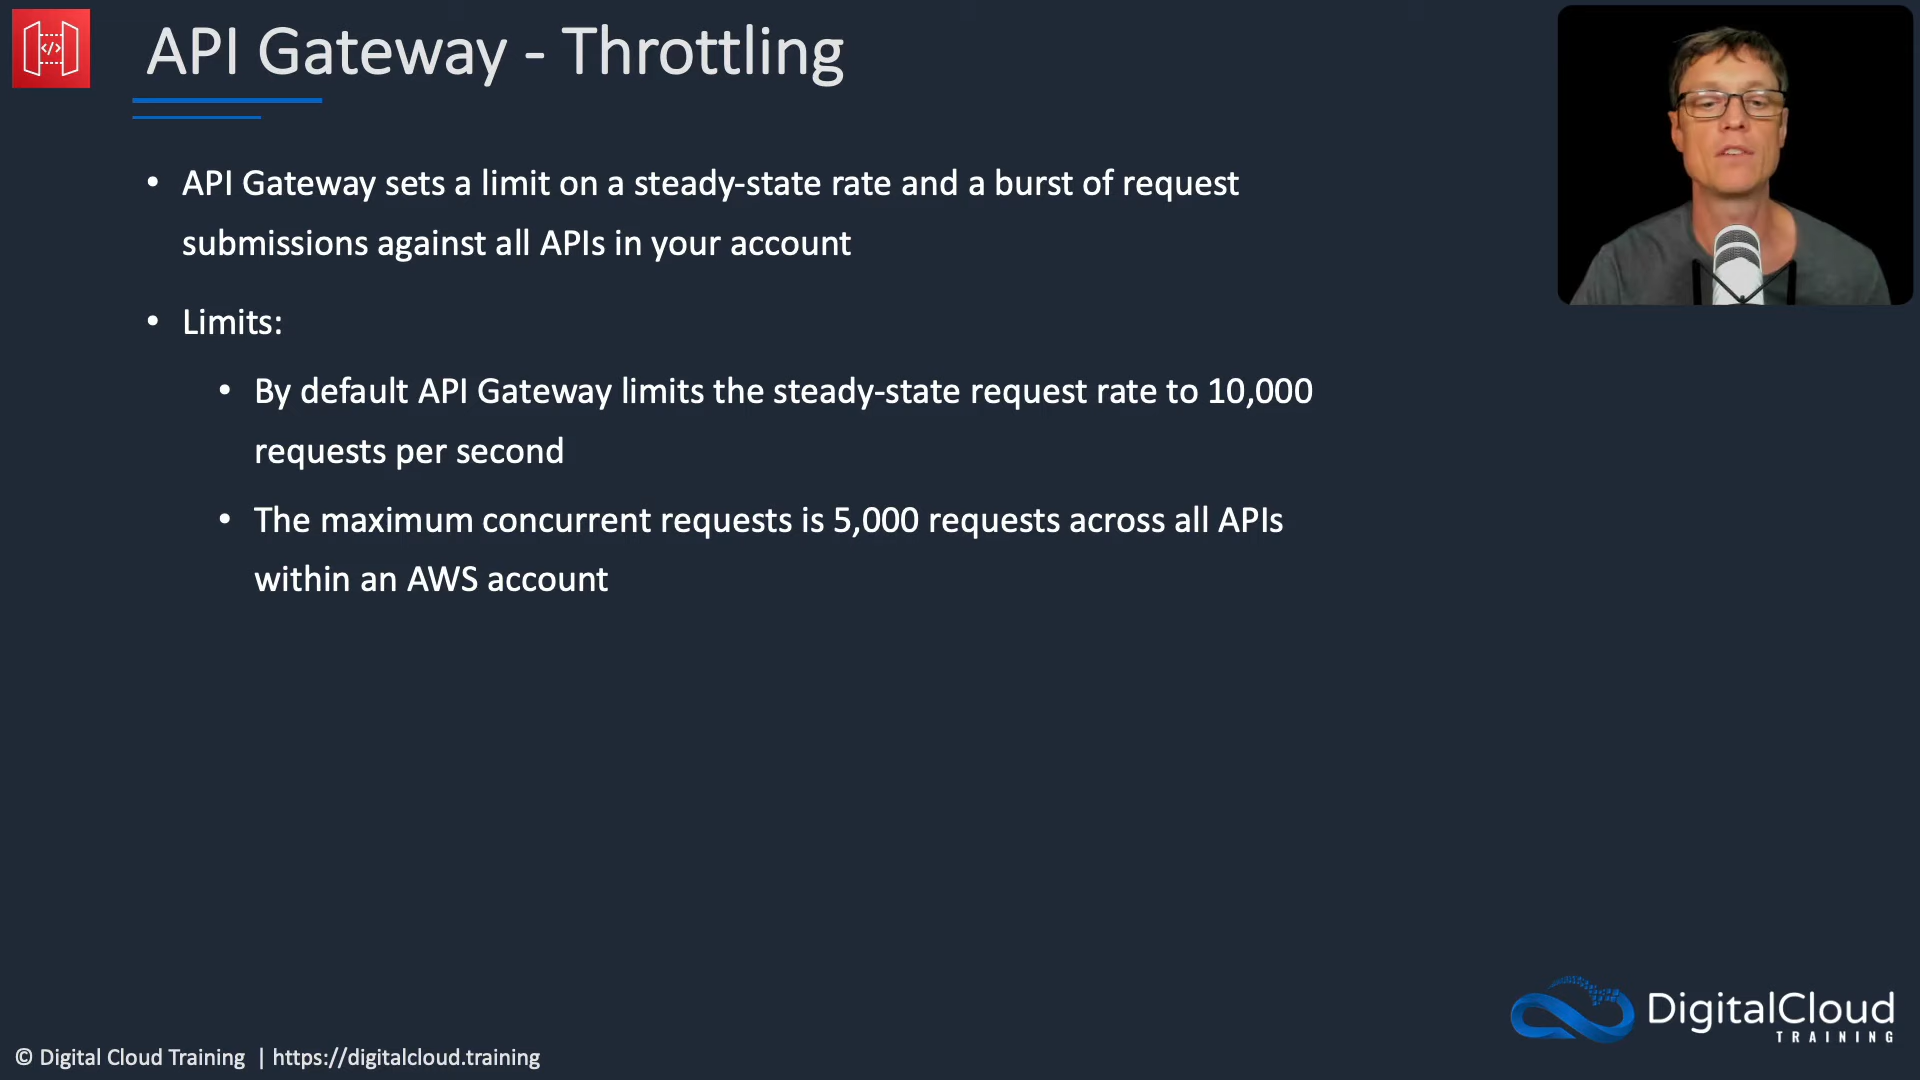 API Gateway - Throttling
• API Gateway sets a limit on a steady-state rate and a burst of request
submissions against all APIs in your account
• Limits:
• By default API Gateway limits the steady-state request rate to 10,000
requests per second
• The maximum concurrent requests is 5,000 requests across all APIs
within an AWS account
DigitalCloud
TRAINING
© Digital Cloud Training | https://digitalcloud.training